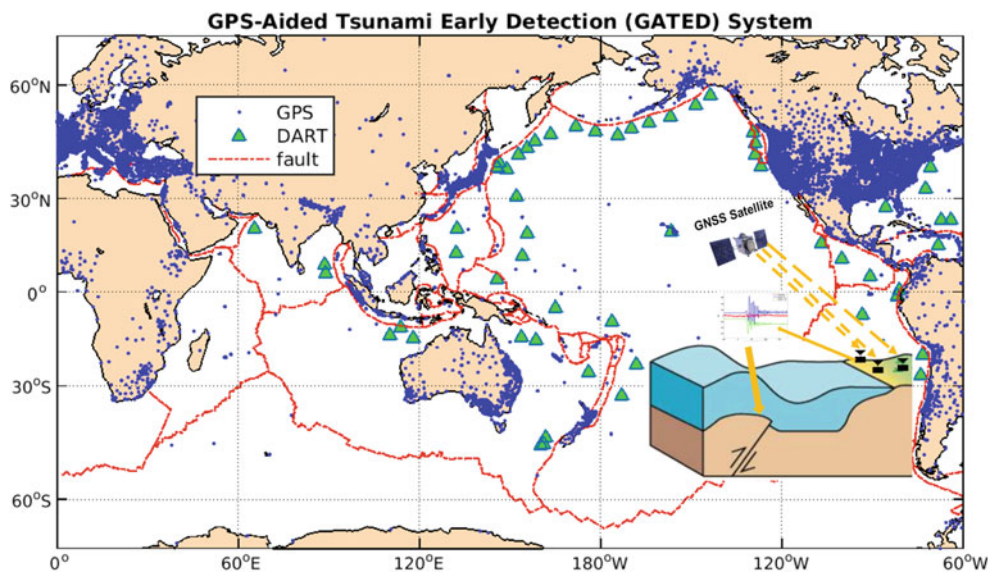 GPS-Aided Tsunami Early Detection (GATED) System
60°N
30°N
0°
30°S
60°S
GPS
DART
fault
GNSS Satellite
0°
60°E
120°E
180°W
120°W
60°W